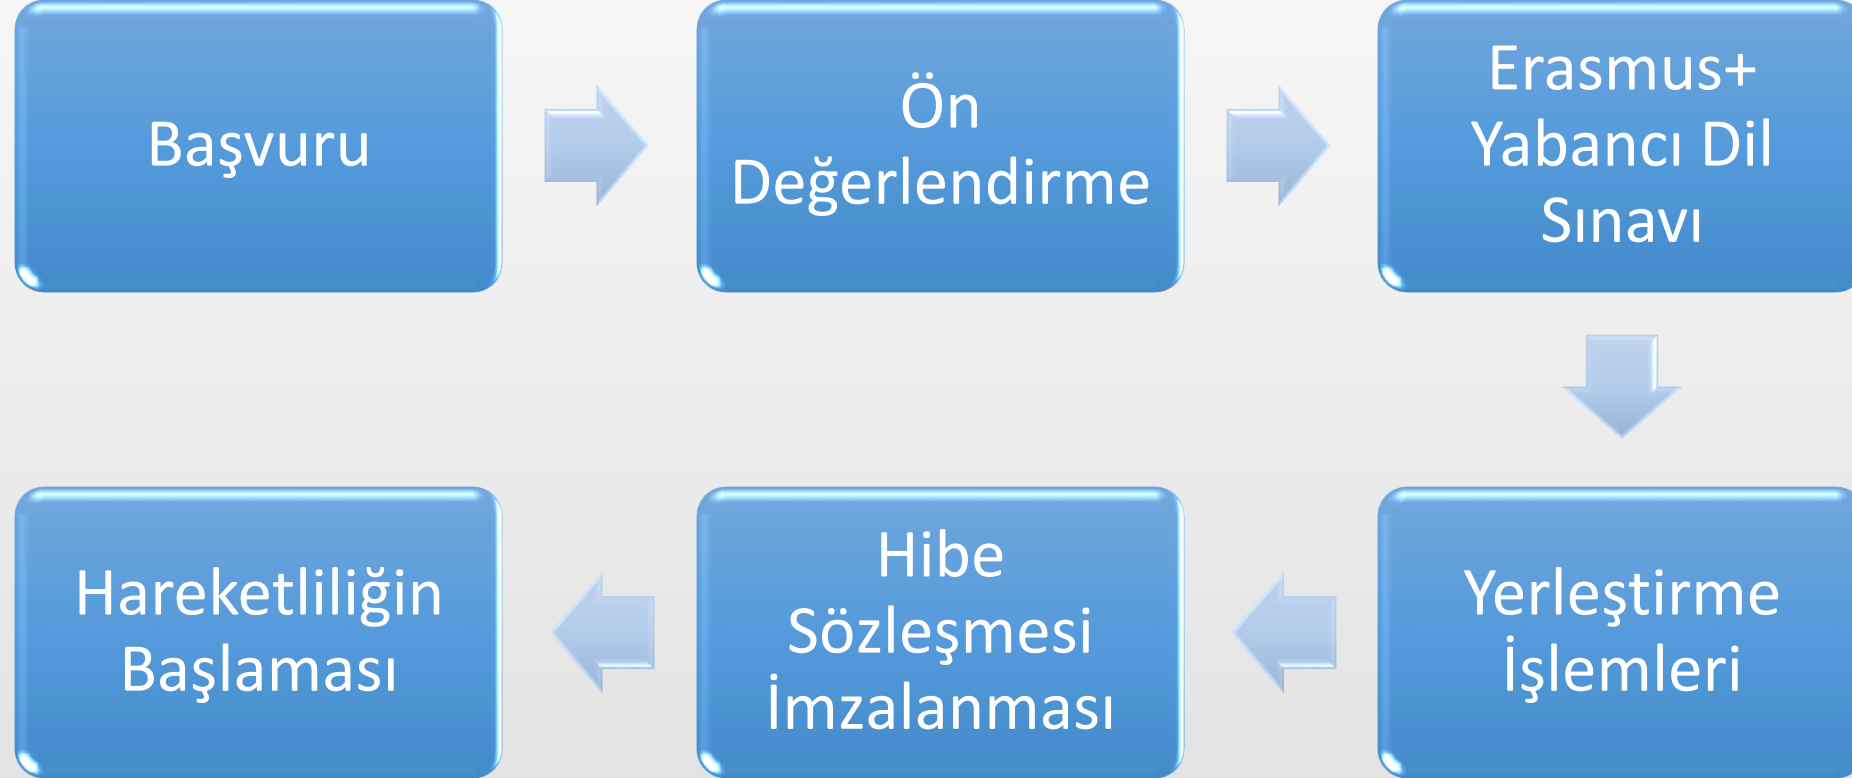 Başvuru
Ön
Değerlendirme
Erasmus+
Yabancı Dil
Sınavı
Yerleştirme
İşlemleri
Hibe
Sözleşmesi
İmzalanması
Hareketliliğin
Başlaması